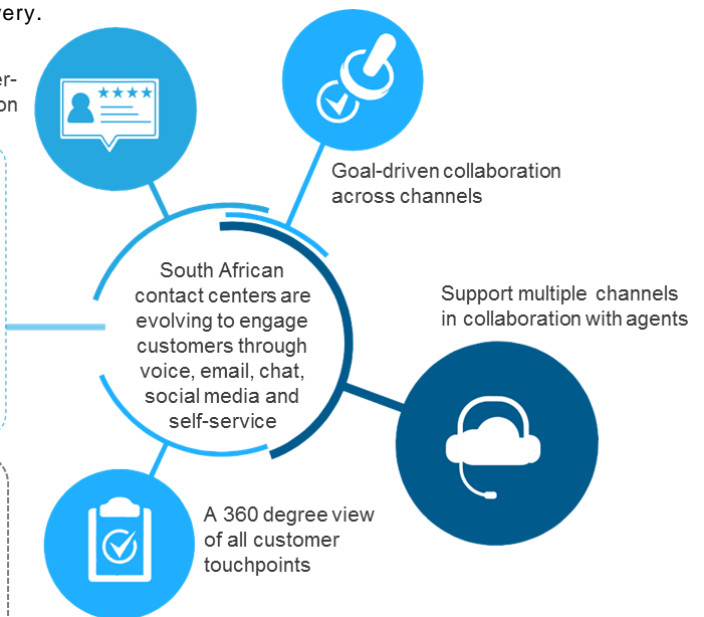 very.
er-
on
Goal-driven collaboration
across channels
South African
contact centers are
evolving to engage
customers through
voice, email, chat,
social media and
self-service
Support multiple channels
in collaboration with agents
A 360 degree view
of all customer
touchpoints